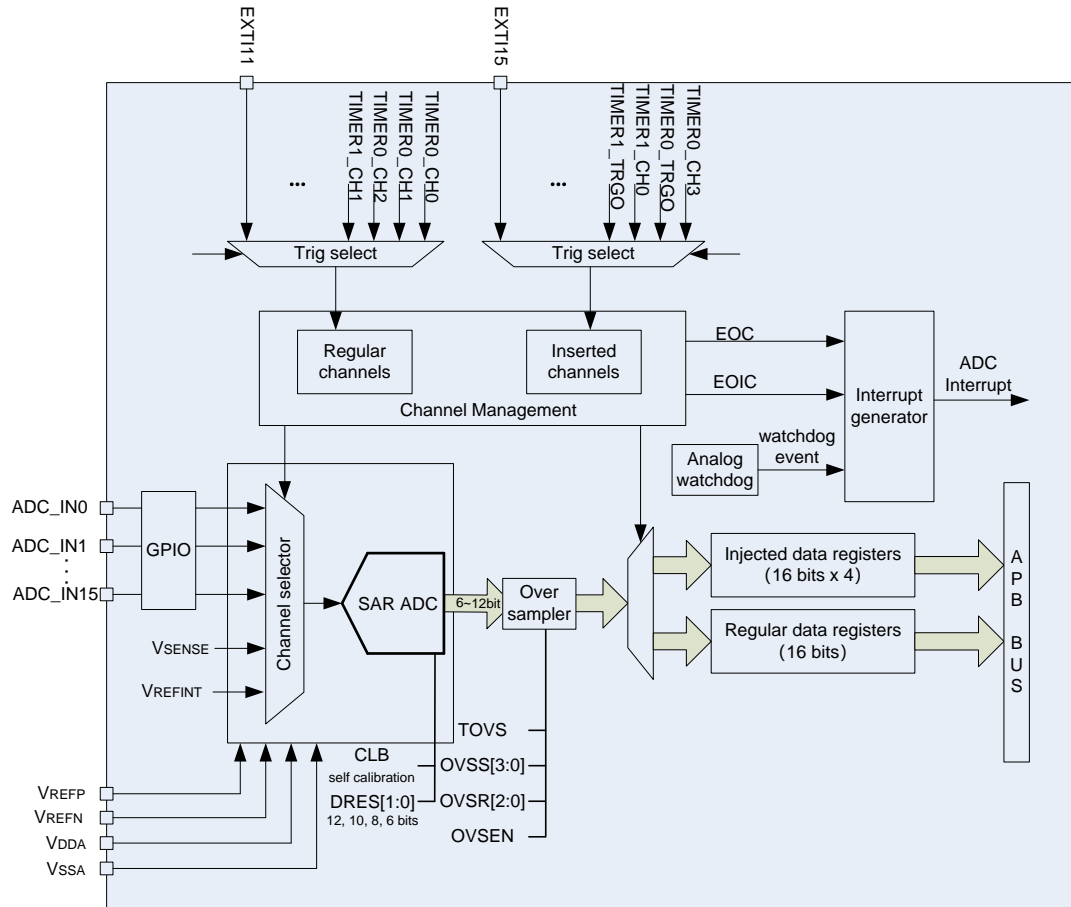 EXTI11
EXTI15
TIMER1_CH1
TIMER0_CH2
TIMER0_CH1
TIMER0_CH0
...
TIMER1_TRGO
TIMER1_CH0
TIMER0_TRGO
TIMER0_CH3
...
Trig select
Trig select
Regular
channels
Inserted
channels
Channel Management
EOC
EOIC
Interrupt
generator
ADC
Interrupt
Analog
watchdog
watchdog
event
ADC_IN0
ADC_IN1
ADC_IN15
GPIO
VSENSE
VREFINT
Channel selector
SAR ADC
6~12bit
Over
sampler
Injected data registers
(16 bits x 4)
Regular data registers
(16 bits)
APB BUS
CLB
self calibration
DRES[1:0]
12, 10, 8, 6 bits
TOVS
OVSS[3:0]
OVSR[2:0]
OVSEN
VREFP
VREFN
VDDA
VSSA